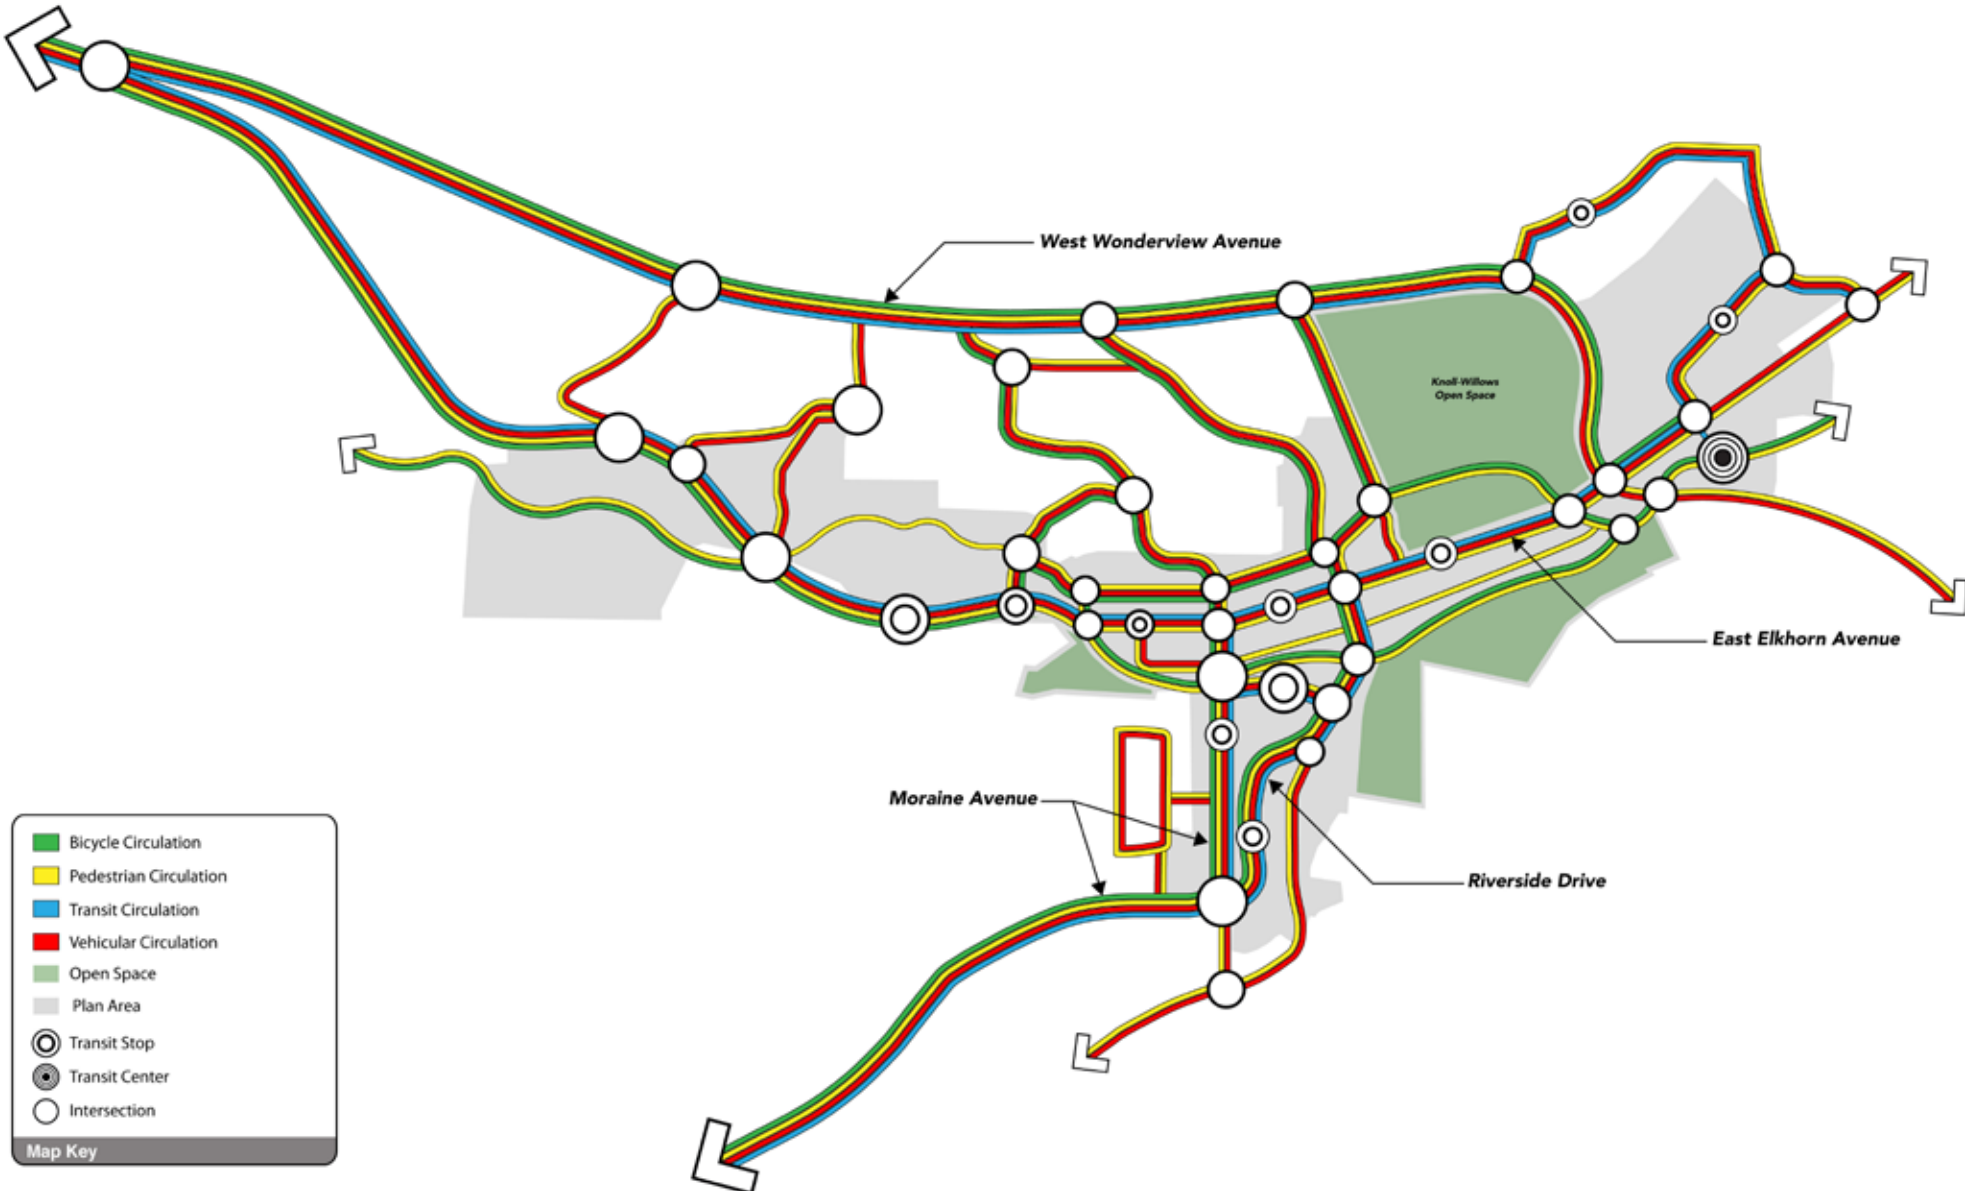 West Wonderview Avenue
Knoll-Willows
Open Space
East Elkhorn Avenue
Moraine Avenue
Riverside Drive
Bicycle Circulation
Pedestrian Circulation
Transit Circulation
Vehicular Circulation
Open Space
Plan Area
Transit Stop
Transit Center
Intersection
Map Key